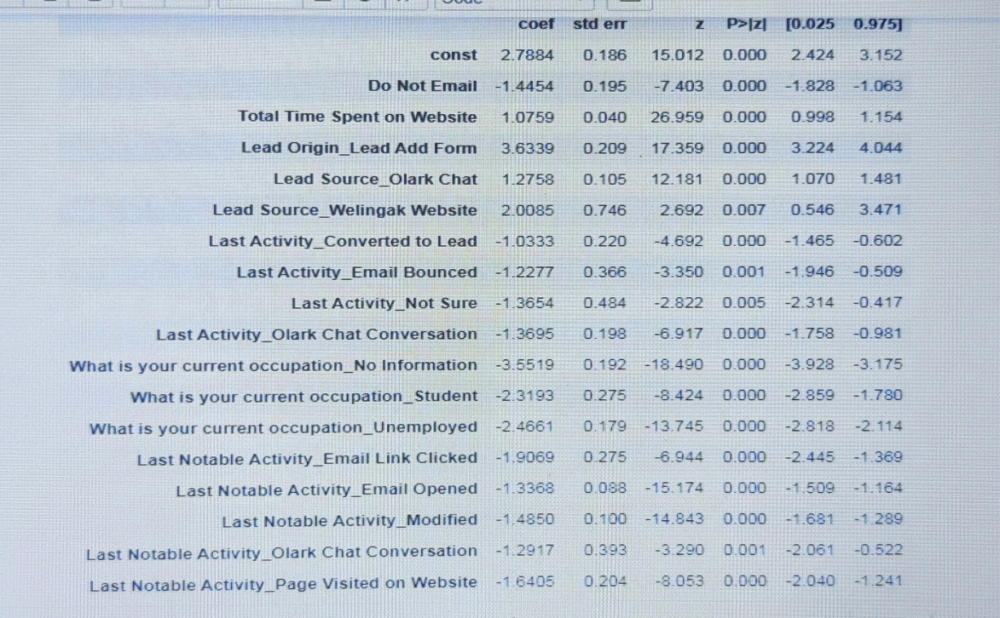 coef std err z P>|z| [0.025 0.975]
const 2.7884 0.186 15.012 0.000 2.424 3.152
Do Not Email -1.4454 0.195 -7.403 0.000 -1.828 -1.063
Total Time Spent on Website 1.0759 0.040 26.959 0.000 0.998 1.154
Lead Origin_Lead Add Form 3.6339 0.209 17.359 0.000 3.224 4.044
Lead Source_Olark Chat 1.2758 0.105 12.181 0.000 1.070 1.481
Lead Source_Welingak Website 2.0085 0.746 2.692 0.007 0.546 3.471
Last Activity_Converted to Lead -1.0333 0.220 -4.692 0.000 -1.465 -0.602
Last Activity_Email Bounced -1.2277 0.366 -3.350 0.001 -1.946 -0.509
Last Activity_Not Sure -1.3654 0.484 -2.822 0.005 -2.314 -0.417
Last Activity_Olark Chat Conversation -1.3695 0.198 -6.917 0.000 -1.758 -0.981
What is your current occupation_No Information -3.5519 0.192 -18.490 0.000 -3.928 -3.175
What is your current occupation_Student -2.3193 0.275 -8.424 0.000 -2.859 -1.780
What is your current occupation_Unemployed -2.4661 0.179 -13.745 0.000 -2.818 -2.114
Last Notable Activity_Email Link Clicked -1.9069 0.275 -6.944 0.000 -2.445 -1.369
Last Notable Activity_Email Opened -1.3368 0.088 -15.174 0.000 -1.509 -1.164
Last Notable Activity_Modified -1.4850 0.100 -14.843 0.000 -1.681 -1.289
Last Notable Activity_Olark Chat Conversation -1.2917 0.393 -3.290 0.001 -2.061 -0.522
Last Notable Activity_Page Visited on Website -1.6405 0.204 -8.053 0.000 -2.040 -1.241